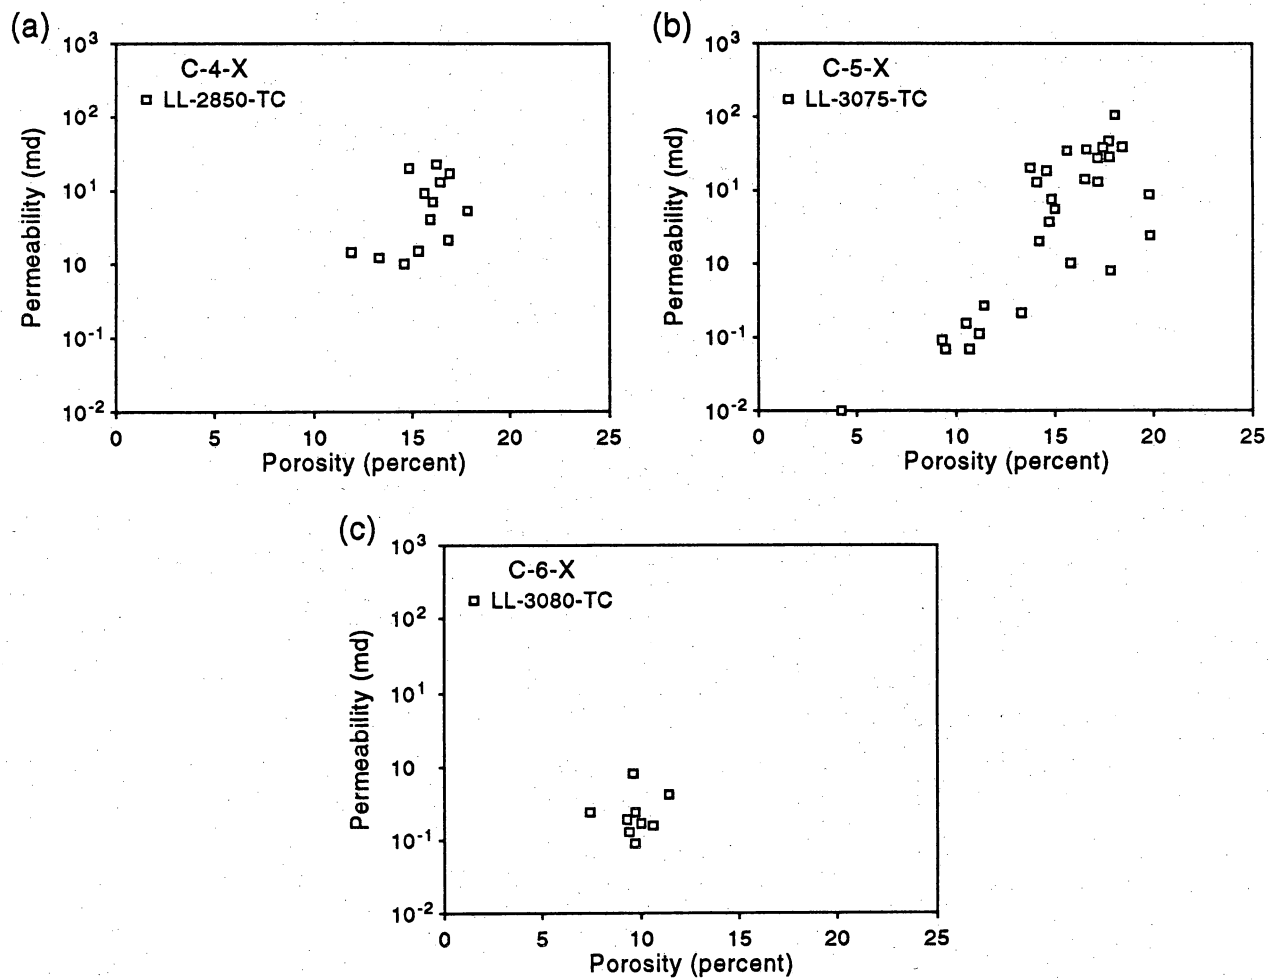 (a)
10³
C-4-X
LL-2850-TC
10²
10¹
10
10⁻¹
10⁻²
Permeability (md)
0 5 10 15 20 25
Porosity (percent)
(b)
10³
C-5-X
LL-3075-TC
10²
10¹
10
10⁻¹
10⁻²
Permeability (md)
0 5 10 15 20 25
Porosity (percent)
(c)
10³
C-6-X
LL-3080-TC
10²
10¹
10
10⁻¹
10⁻²
Permeability (md)
0 5 10 15 20 25
Porosity (percent)